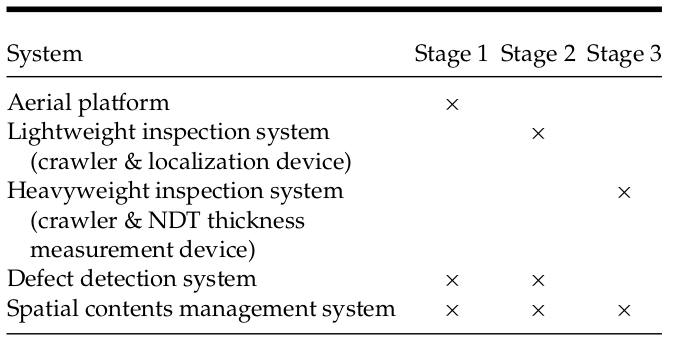 System Stage 1 Stage 2 Stage 3
Aerial platform ×
Lightweight inspection system ×
(crawler & localization device)
Heavyweight inspection system ×
(crawler & NDT thickness
measurement device)
Defect detection system × ×
Spatial contents management system × × ×